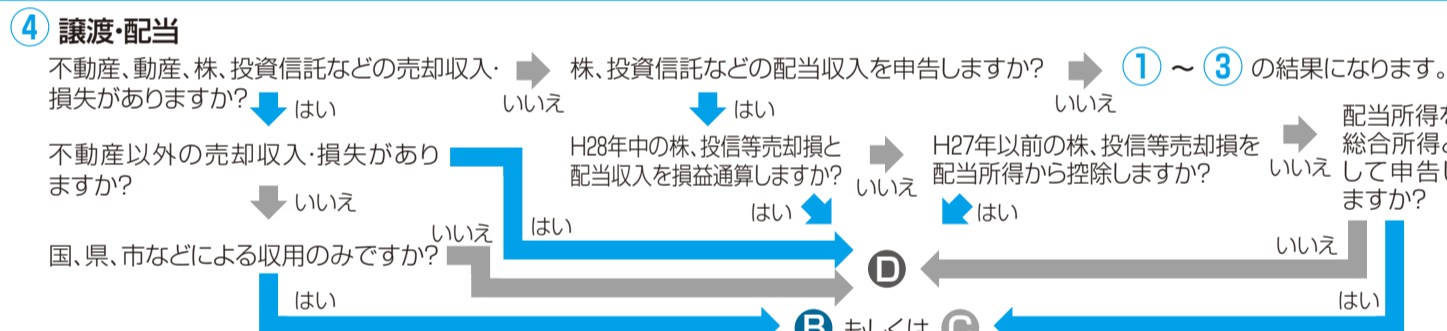 ④ 譲渡・配当
不動産、動産、株、投資信託などの売却収入・
損失がありますか?
はい
いいえ
株、投資信託などの配当収入を申告しますか?
はい
いいえ
①～③の結果になります。
不動産以外の売却収入・損失があり
ますか?
いいえ
はい
H28年中の株、投信等売却損と
配当収入を損益通算しますか?
いいえ
はい
H27年以前の株、投信等売却損を
配当所得から控除しますか?
いいえ
はい
配当所得を
総合所得と
して申告し
ますか?
いいえ
はい
国、県、市などによる収用のみですか?
いいえ
はい
D
B もしくは C